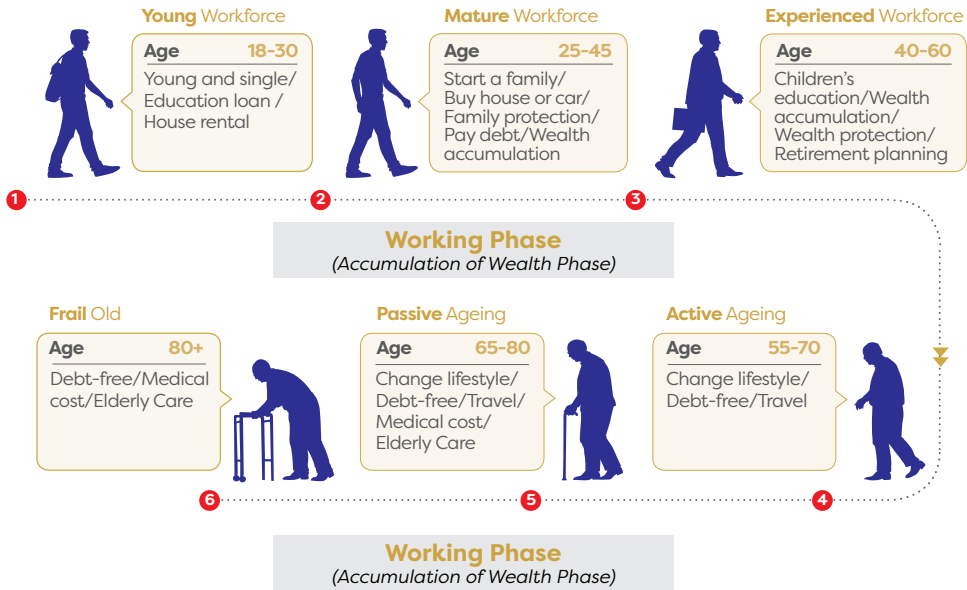 Young Workforce
Age 18-30
Young and single/
Education loan /
House rental
Mature Workforce
Age 25-45
Start a family/
Buy house or car/
Family protection/
Pay debt/Wealth
accumulation
Experienced Workforce
Age 40-60
Children's
education/Wealth
accumulation/
Wealth protection/
Retirement planning
1
2
3
Working Phase
(Accumulation of Wealth Phase)
Frail Old
Age 80+
Debt-free/Medical
cost/Elderly Care
Passive Ageing
Age 65-80
Change lifestyle/
Debt-free/Travel/
Medical cost/
Elderly Care
Active Ageing
Age 55-70
Change lifestyle/
Debt-free/Travel
6
5
4
Working Phase
(Accumulation of Wealth Phase)